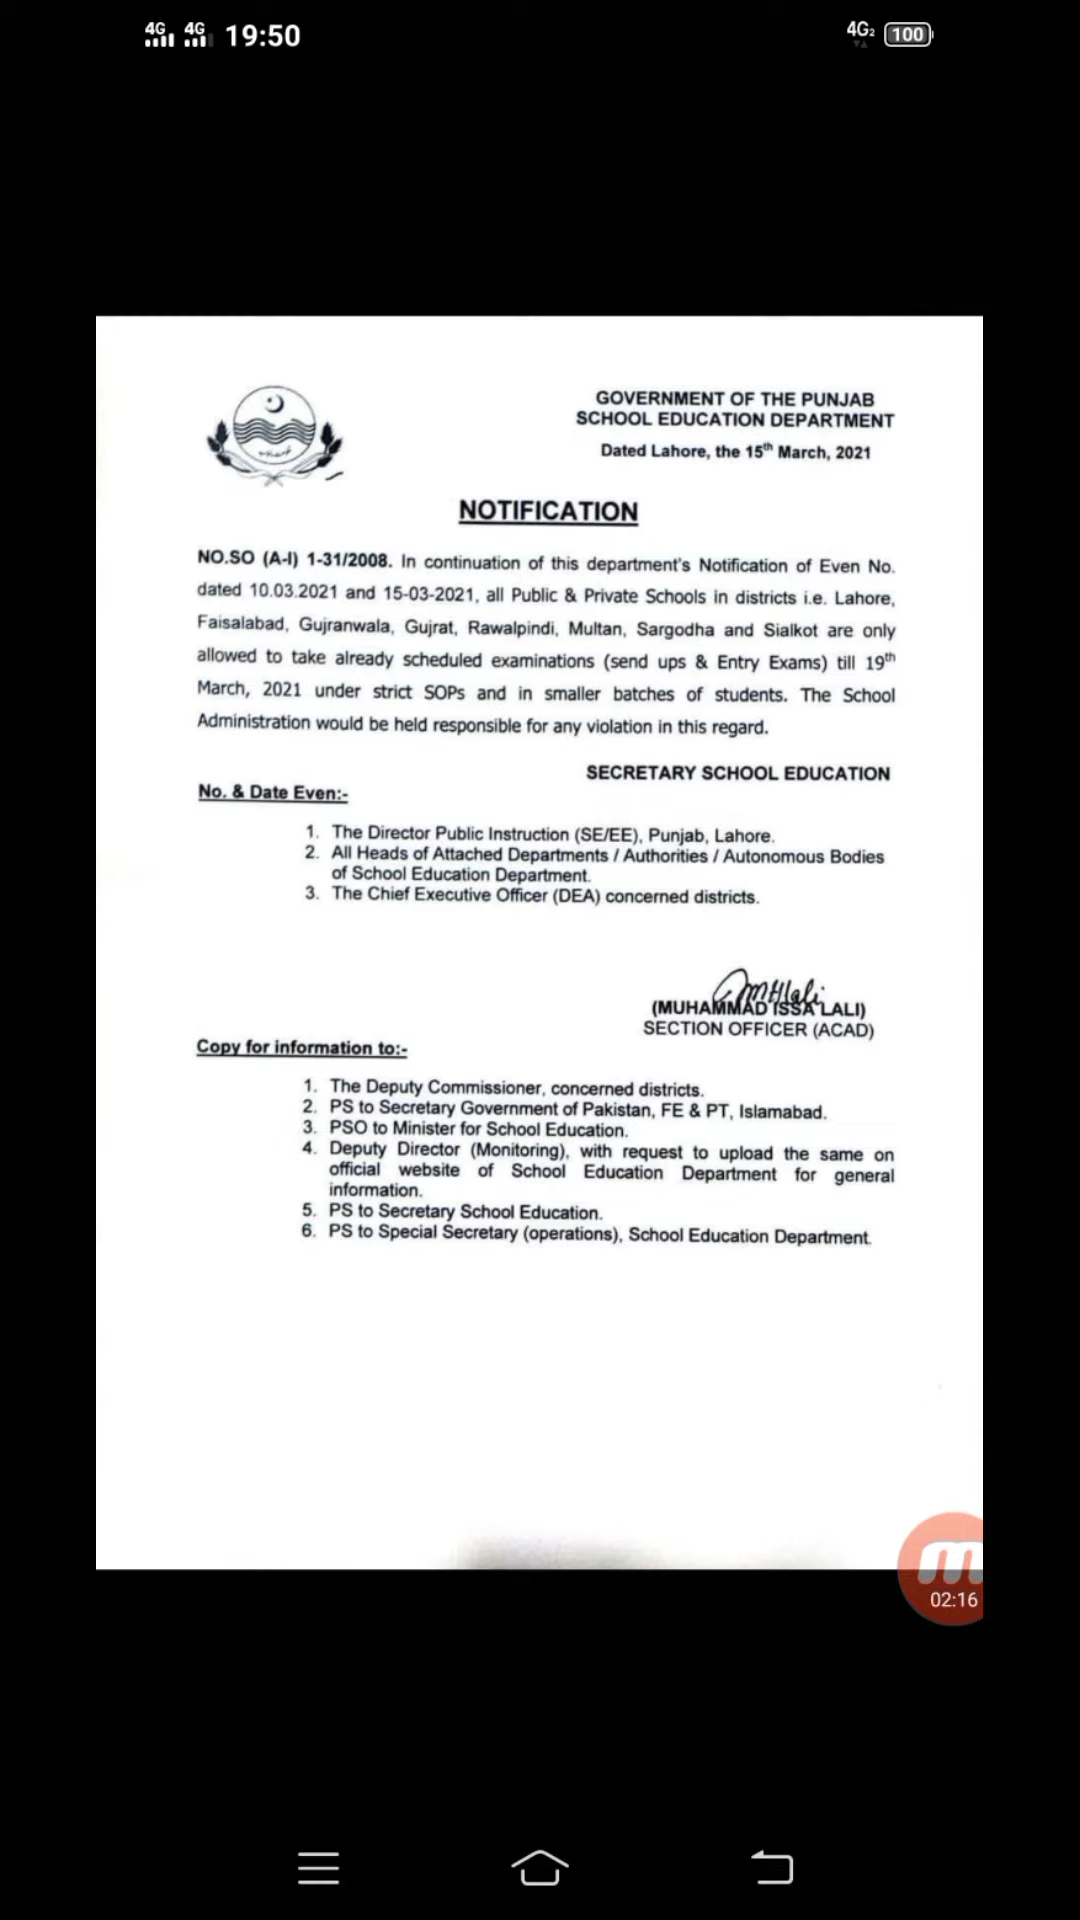 4G 4G 19:50 4G2 100
GOVERNMENT OF THE PUNJAB
SCHOOL EDUCATION DEPARTMENT
Dated Lahore, the 15th March, 2021
NOTIFICATION
NO.SO (A-I) 1-31/2008. In continuation of this department's Notification of Even No.
dated 10.03.2021 and 15-03-2021, all Public & Private Schools in districts i.e. Lahore,
Faisalabad, Gujranwala, Gujrat, Rawalpindi, Multan, Sargodha and Sialkot are only
allowed to take already scheduled examinations (send ups & Entry Exams) till 19th
March, 2021 under strict SOPs and in smaller batches of students. The School
Administration would be held responsible for any violation in this regard.
SECRETARY SCHOOL EDUCATION
No. & Date Even:-
1. The Director Public Instruction (SE/EE), Punjab, Lahore.
2. All Heads of Attached Departments / Authorities / Autonomous Bodies
of School Education Department.
3. The Chief Executive Officer (DEA) concerned districts.
(MUHAMMAD ISSA LALI)
SECTION OFFICER (ACAD)
Copy for information to:-
1. The Deputy Commissioner, concerned districts.
2. PS to Secretary Government of Pakistan, FE & PT, Islamabad.
3. PSO to Minister for School Education.
4. Deputy Director (Monitoring), with request to upload the same on
official website of School Education Department for general
information.
5. PS to Secretary School Education.
6. PS to Special Secretary (operations), School Education Department.
02:16